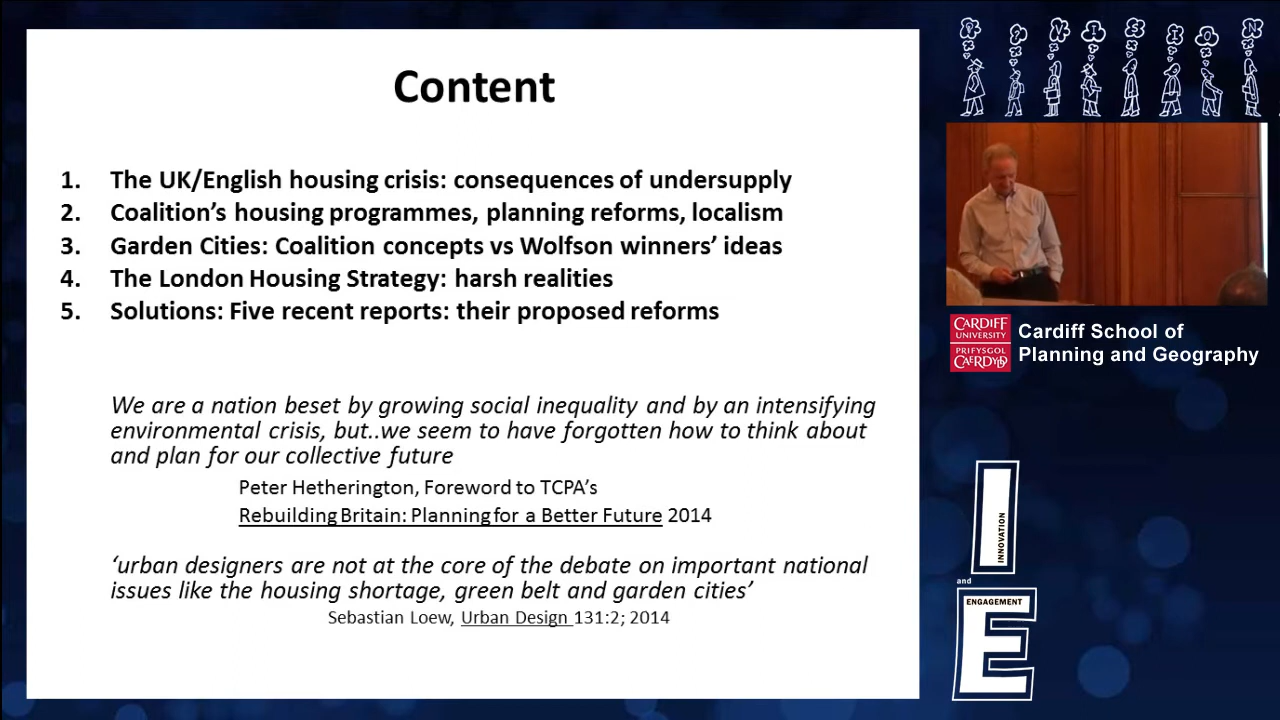 Content
1. The UK/English housing crisis: consequences of undersupply
2. Coalition's housing programmes, planning reforms, localism
3. Garden Cities: Coalition concepts vs Wolfson winners' ideas
4. The London Housing Strategy: harsh realities
5. Solutions: Five recent reports: their proposed reforms
We are a nation beset by growing social inequality and by an intensifying
environmental crisis, but..we seem to have forgotten how to think about
and plan for our collective future
Peter Hetherington, Foreword to TCPA's
Rebuilding Britain: Planning for a Better Future 2014
‘urban designers are not at the core of the debate on important national
issues like the housing shortage, green belt and garden cities’
Sebastian Loew, Urban Design 131:2; 2014
VISION
CARDIFF
UNIVERSITY
PRIFYSGOL
CAERDYDD
Cardiff School of
Planning and Geography
I
INNOVATION
and
ENGAGEMENT
E